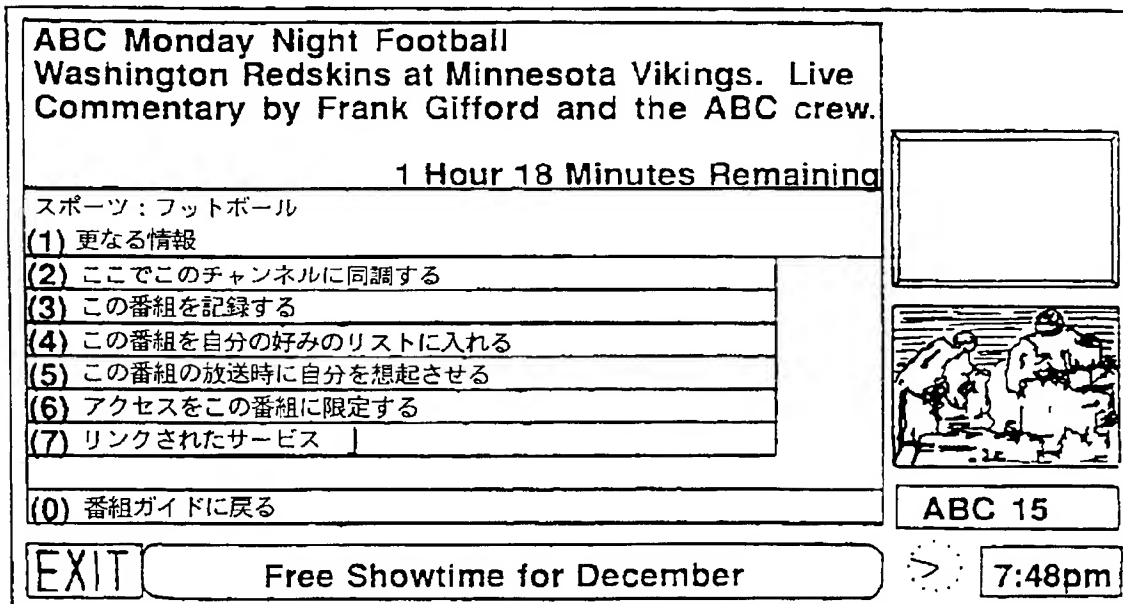 ABC Monday Night Football
Washington Redskins at Minnesota Vikings. Live
Commentary by Frank Gifford and the ABC crew.
1 Hour 18 Minutes Remaining
スポーツ：フットボール
(1) 更なる情報
(2) ここでこのチャンネルに同調する
(3) この番組を記録する
(4) この番組を自分の好みのリストに入れる
(5) この番組の放送時に自分を想起させる
(6) アクセスをこの番組に限定する
(7) リンクされたサービス
(0) 番組ガイドに戻る
ABC 15
EXIT
Free Showtime for December
7:48pm